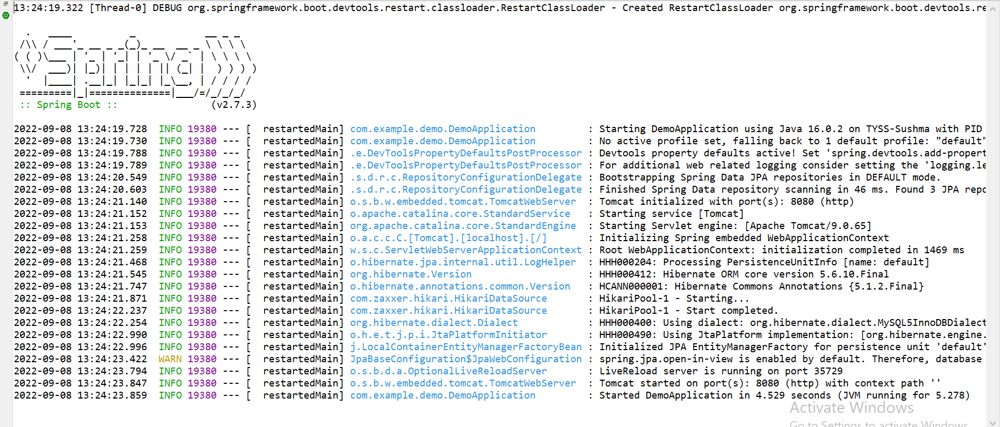 13:24:19.322 [Thread-0] DEBUG org.springframework.boot.devtools.restart.classloader.RestartClassLoader - Created RestartClassLoader org.springframework.boot.devtools.re
  .   ____          _            __ _ _
 /\\ / ___'_ __ _ _(_)_ __  __ _ \ \ \ \
( ( )\___ | '_ | '_| | '_ \/ _` | \ \ \ \
 \\/  ___)| |_)| | | | | || (_| |  ) ) ) )
  '  |____| .__|_| |_|_| |_\__, | / / / /
 =========|_|==============|___/=/_/_/_/
 :: Spring Boot ::                (v2.7.3)
2022-09-08 13:24:19.728  INFO 19380 --- [  restartedMain] com.example.demo.DemoApplication         : Starting DemoApplication using Java 16.0.2 on TYSS-Sushma with PID
2022-09-08 13:24:19.730  INFO 19380 --- [  restartedMain] com.example.demo.DemoApplication         : No active profile set, falling back to 1 default profile: "default"
2022-09-08 13:24:19.788  INFO 19380 --- [  restartedMain] .e.DevToolsPropertyDefaultsPostProcessor : Devtools property defaults active! Set 'spring.devtools.add-propert
2022-09-08 13:24:19.789  INFO 19380 --- [  restartedMain] .e.DevToolsPropertyDefaultsPostProcessor : For additional web related logging consider setting the 'logging.le
2022-09-08 13:24:20.549  INFO 19380 --- [  restartedMain] .s.d.r.c.RepositoryConfigurationDelegate : Bootstrapping Spring Data JPA repositories in DEFAULT mode.
2022-09-08 13:24:20.603  INFO 19380 --- [  restartedMain] .s.d.r.c.RepositoryConfigurationDelegate : Finished Spring Data repository scanning in 46 ms. Found 3 JPA repo
2022-09-08 13:24:21.140  INFO 19380 --- [  restartedMain] o.s.b.w.embedded.tomcat.TomcatWebServer  : Tomcat initialized with port(s): 8080 (http)
2022-09-08 13:24:21.152  INFO 19380 --- [  restartedMain] o.apache.catalina.core.StandardService   : Starting service [Tomcat]
2022-09-08 13:24:21.153  INFO 19380 --- [  restartedMain] org.apache.catalina.core.StandardEngine  : Starting Servlet engine: [Apache Tomcat/9.0.65]
2022-09-08 13:24:21.258  INFO 19380 --- [  restartedMain] o.a.c.c.C.[Tomcat].[localhost].[/]       : Initializing Spring embedded WebApplicationContext
2022-09-08 13:24:21.259  INFO 19380 --- [  restartedMain] w.s.c.ServletWebServerApplicationContext : Root WebApplicationContext: initialization completed in 1469 ms
2022-09-08 13:24:21.468  INFO 19380 --- [  restartedMain] o.hibernate.jpa.internal.util.LogHelper  : HHH000204: Processing PersistenceUnitInfo [name: default]
2022-09-08 13:24:21.545  INFO 19380 --- [  restartedMain] org.hibernate.Version                    : HHH000412: Hibernate ORM core version 5.6.10.Final
2022-09-08 13:24:21.747  INFO 19380 --- [  restartedMain] o.hibernate.annotations.common.Version   : HCANN000001: Hibernate Commons Annotations {5.1.2.Final}
2022-09-08 13:24:21.871  INFO 19380 --- [  restartedMain] com.zaxxer.hikari.HikariDataSource       : HikariPool-1 - Starting...
2022-09-08 13:24:22.237  INFO 19380 --- [  restartedMain] com.zaxxer.hikari.HikariDataSource       : HikariPool-1 - Start completed.
2022-09-08 13:24:22.254  INFO 19380 --- [  restartedMain] org.hibernate.dialect.Dialect            : HHH000400: Using dialect: org.hibernate.dialect.MySQL5InnoDBDialect
2022-09-08 13:24:22.990  INFO 19380 --- [  restartedMain] o.h.e.t.j.p.i.JtaPlatformInitiator       : HHH000490: Using JtaPlatform implementation: [org.hibernate.engine.
2022-09-08 13:24:22.996  INFO 19380 --- [  restartedMain] j.LocalContainerEntityManagerFactoryBean : Initialized JPA EntityManagerFactory for persistence unit 'default'
2022-09-08 13:24:23.422  WARN 19380 --- [  restartedMain] JpaBaseConfiguration$JpaWebConfiguration : spring.jpa.open-in-view is enabled by default. Therefore, database
2022-09-08 13:24:23.794  INFO 19380 --- [  restartedMain] o.s.b.d.a.OptionalLiveReloadServer       : LiveReload server is running on port 35729
2022-09-08 13:24:23.847  INFO 19380 --- [  restartedMain] o.s.b.w.embedded.tomcat.TomcatWebServer  : Tomcat started on port(s): 8080 (http) with context path ''
2022-09-08 13:24:23.859  INFO 19380 --- [  restartedMain] com.example.demo.DemoApplication         : Started DemoApplication in 4.529 seconds (JVM running for 5.278)
Activate Windows
Go to Settings to activate Windows.